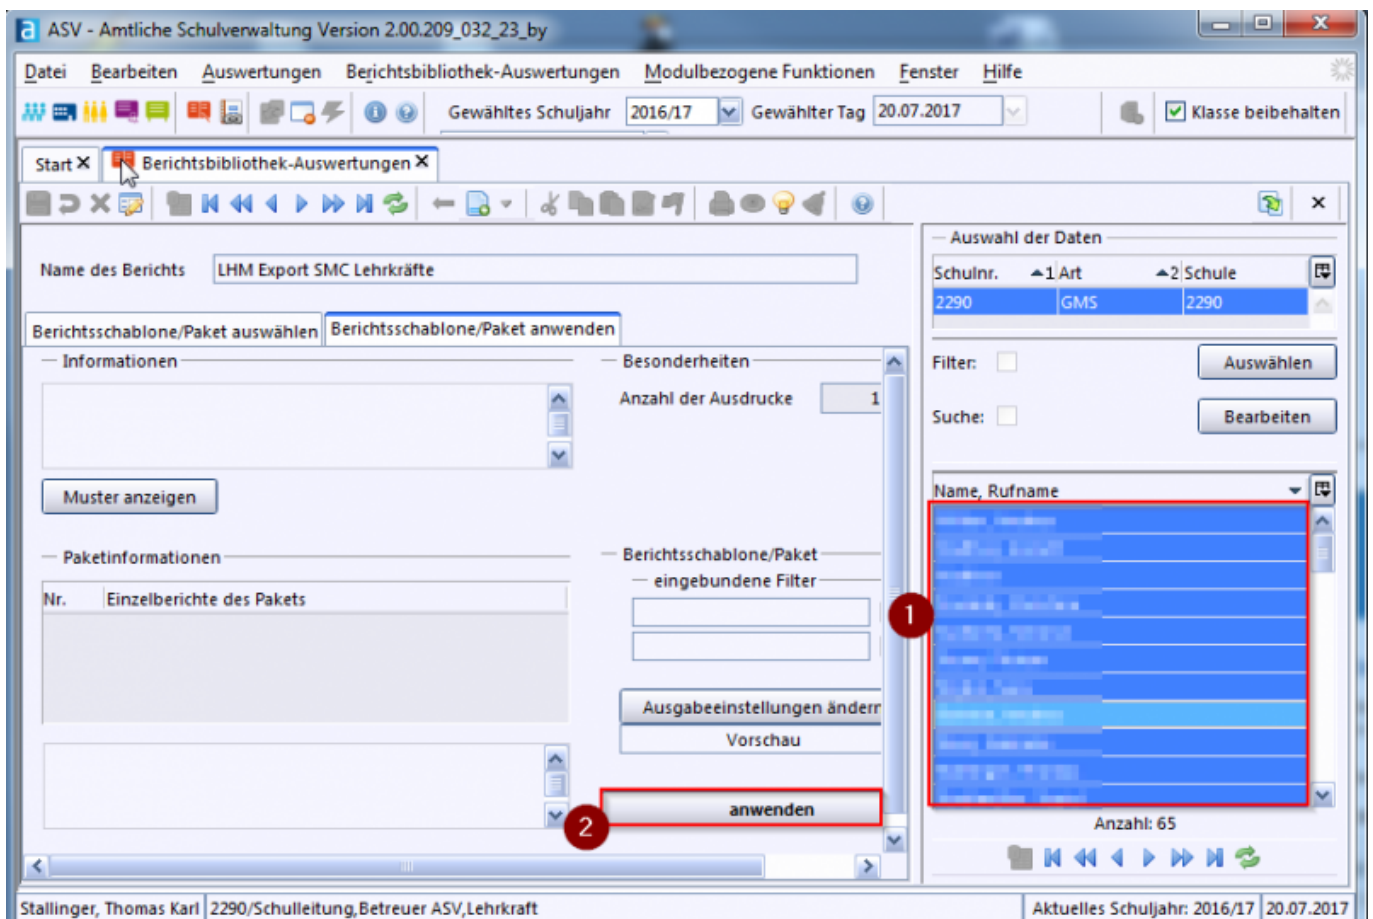 ASV - Amtliche Schulverwaltung Version 2.00.209_032_23_by
Datei Bearbeiten Auswertungen Berichtsbibliothek-Auswertungen Modulbezogene Funktionen Fenster Hilfe
Gewähltes Schuljahr 2016/17 Gewählter Tag 20.07.2017 Klasse beibehalten
Start Berichtsbibliothek-Auswertungen
Auswahl der Daten
Name des Berichts LHM Export SMC Lehrkräfte
Schulnr. 1 Art 2 Schule
2290 GMS 2290
Berichtsschablone/Paket auswählen Berichtsschablone/Paket anwenden
Informationen Besonderheiten
Filter: Auswählen
Anzahl der Ausdrucke 1
Suche: Bearbeiten
Muster anzeigen
Name, Rufname
Paketinformationen Berichtsschablone/Paket
eingebundene Filter
Nr. Einzelberichte des Pakets
1
Ausgabeeinstellungen ändern
Vorschau
anwenden
2
Anzahl: 65
Stallinger, Thomas Karl 2290/Schulleitung,Betreuer ASV,Lehrkraft Aktuelles Schuljahr: 2016/17 20.07.2017